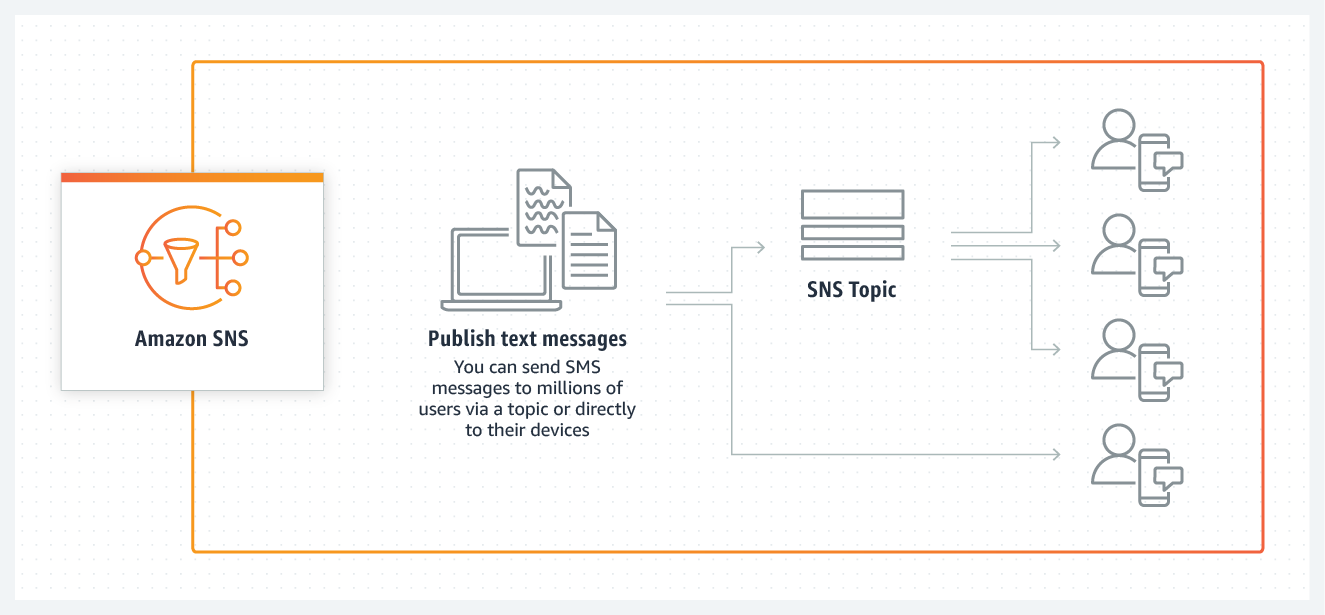 Amazon SNS
Publish text messages
You can send SMS
messages to millions of
users via a topic or directly
to their devices
SNS Topic